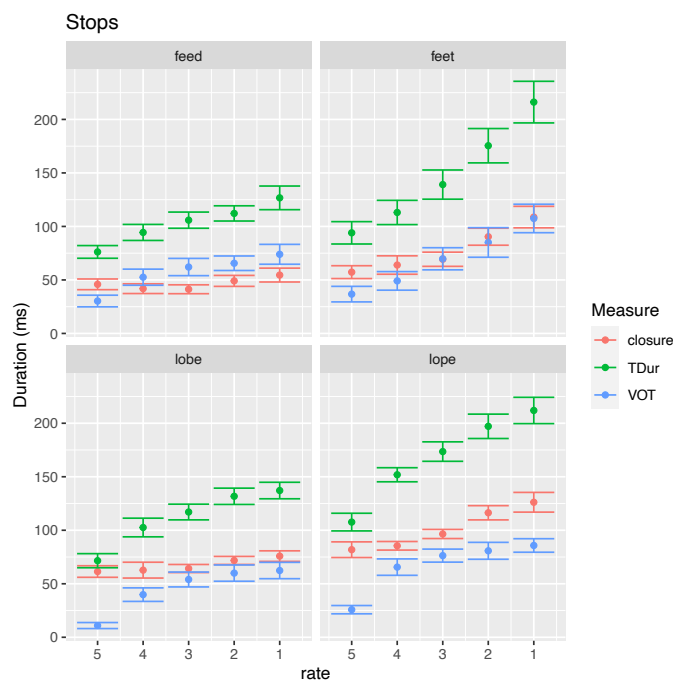 Stops
feed
feet
200
150
100
50
0
lobe
lope
200
150
100
50
0
5 4 3 2 1
5 4 3 2 1
rate
Duration (ms)
Measure
closure
TDur
VOT